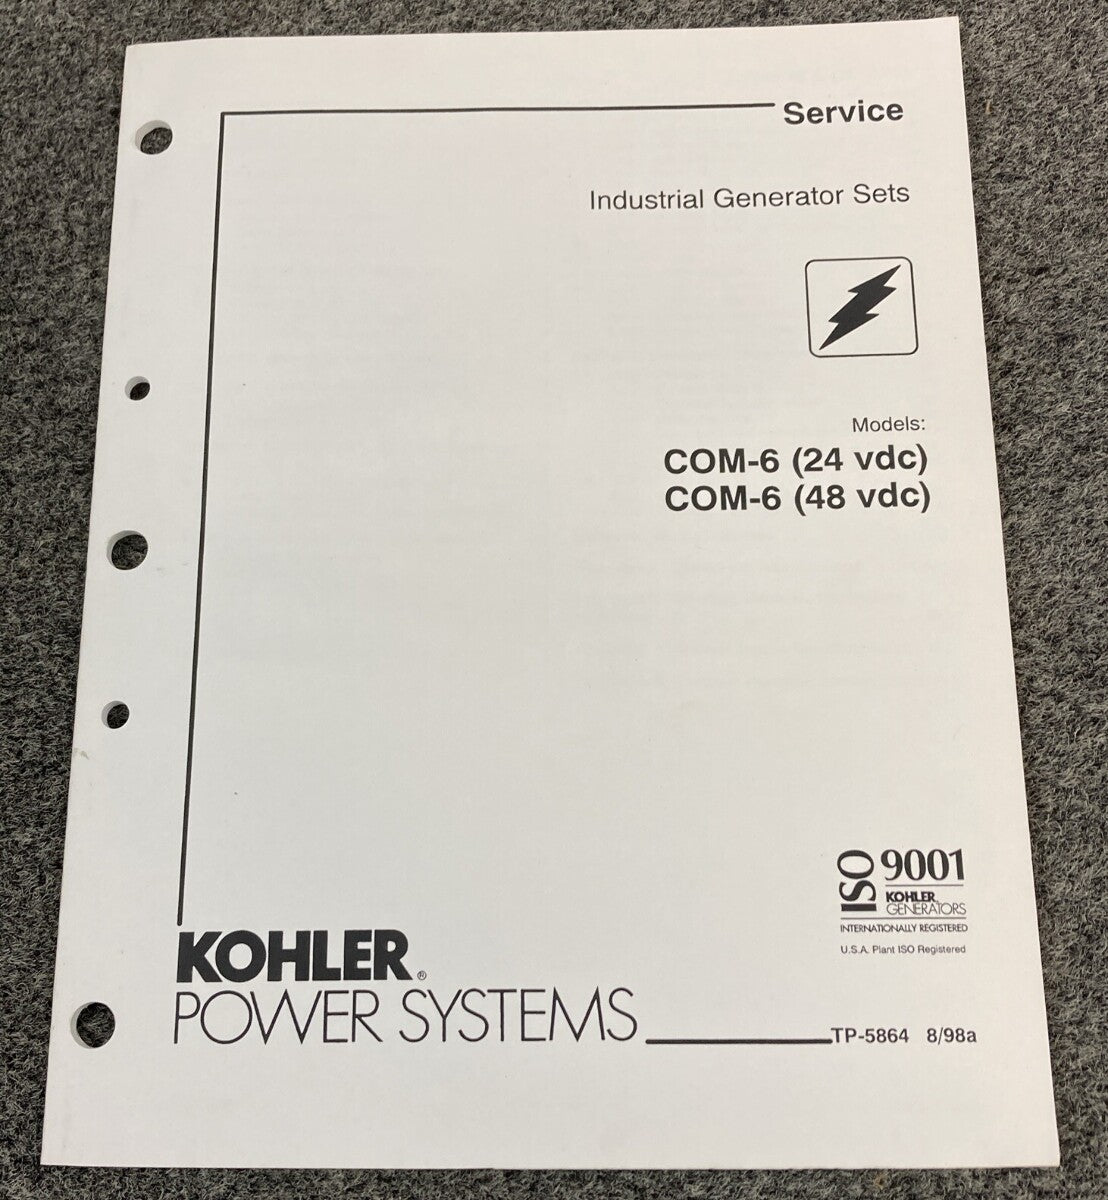 Service
Industrial Generator Sets
Models:
COM-6 (24 vdc)
COM-6 (48 vdc)
ISO 9001
KOHLER
GENERATORS
INTERNATIONALLY REGISTERED
U.S.A. Plant ISO Registered
KOHLER®
POWER SYSTEMS
TP-5864 8/98a